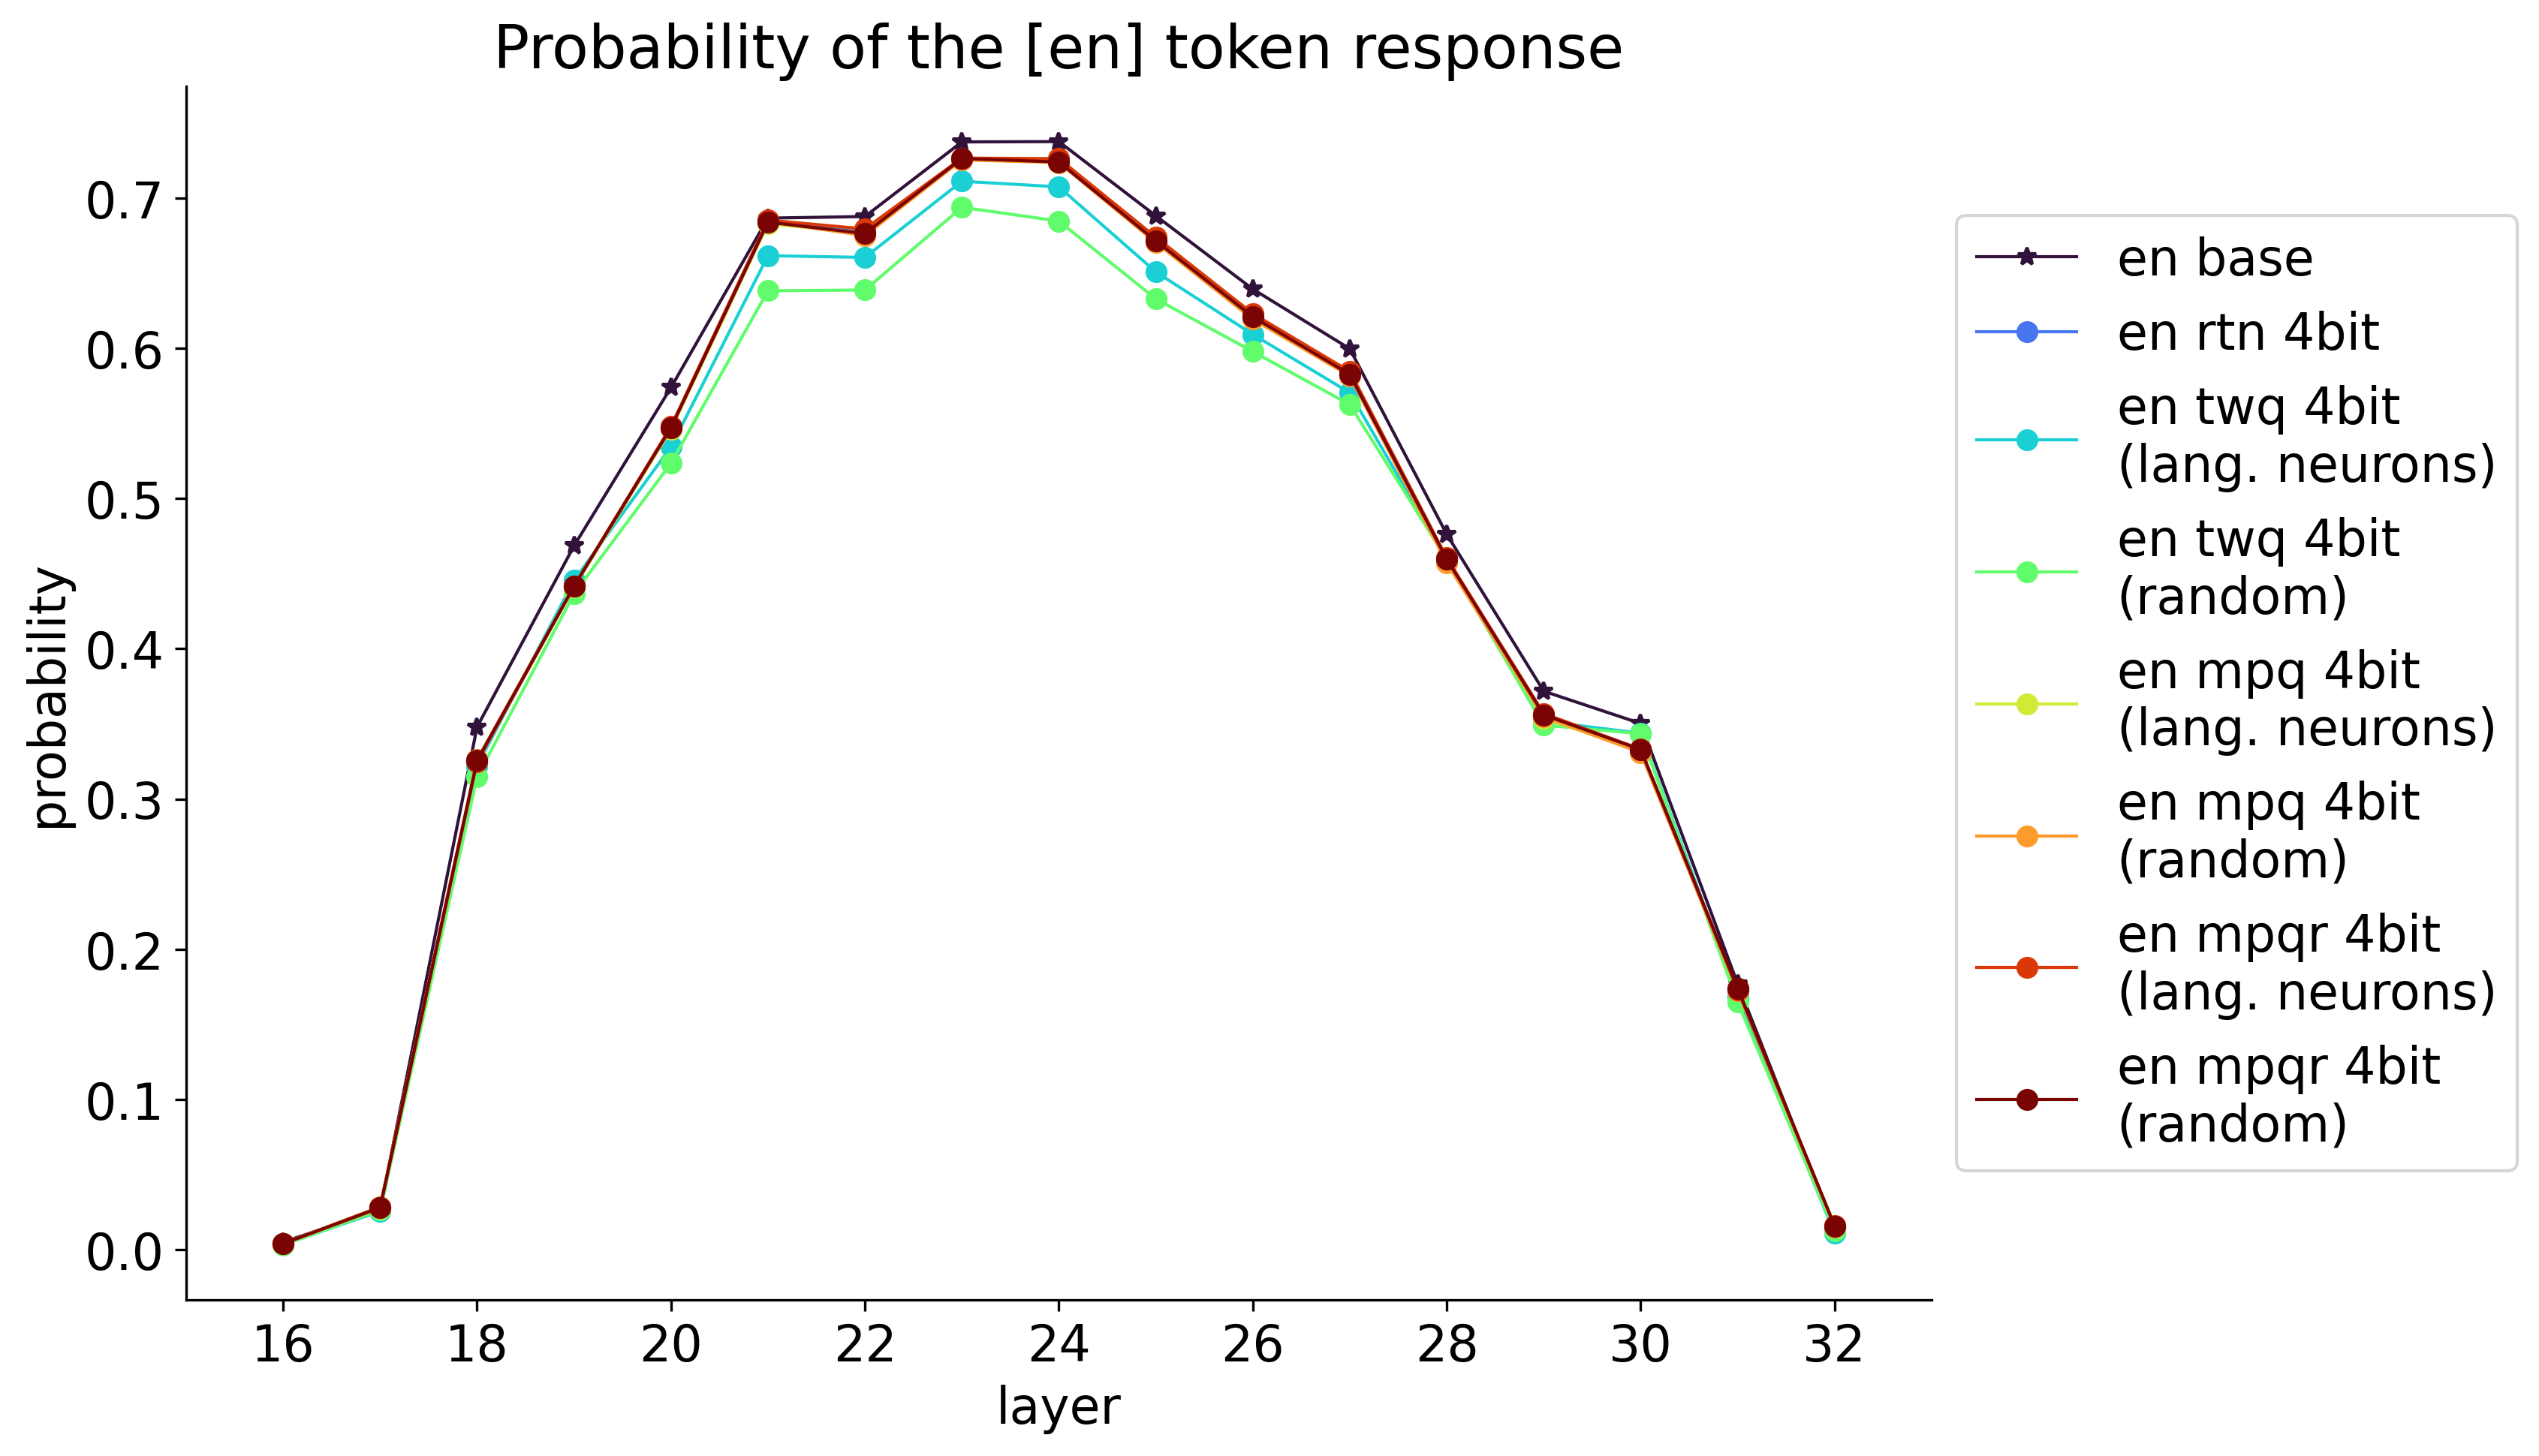 Probability of the [en] token response
probability
0.7
0.6
0.5
0.4
0.3
0.2
0.1
0.0
16 18 20 22 24 26 28 30 32
layer
en base
en rtn 4bit
en twq 4bit
(lang. neurons)
en twq 4bit
(random)
en mpq 4bit
(lang. neurons)
en mpq 4bit
(random)
en mpqr 4bit
(lang. neurons)
en mpqr 4bit
(random)